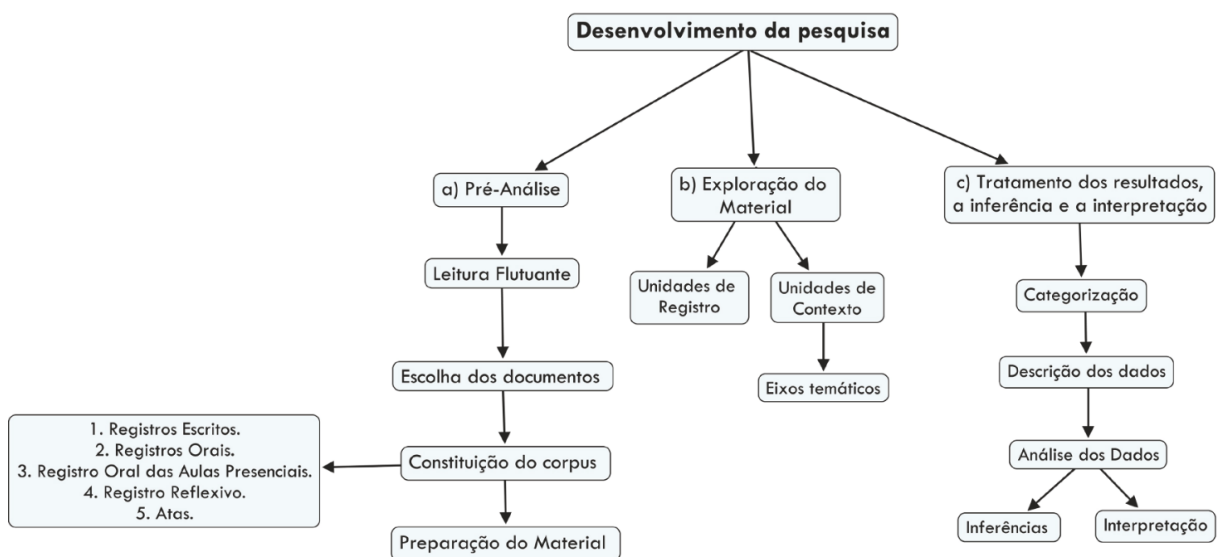 Desenvolvimento da pesquisa
a) Pré-Análise
b) Exploração do
Material
c) Tratamento dos resultados,
a inferência e a interpretação
Leitura Flutuante
Unidades de
Registro
Unidades de
Contexto
Categorização
Escolha dos documentos
Eixos temáticos
Descrição dos dados
1. Registros Escritos.
2. Registros Orais.
3. Registro Oral das Aulas Presenciais.
4. Registro Reflexivo.
5. Atas.
Constituição do corpus
Análise dos Dados
Preparação do Material
Inferências
Interpretação